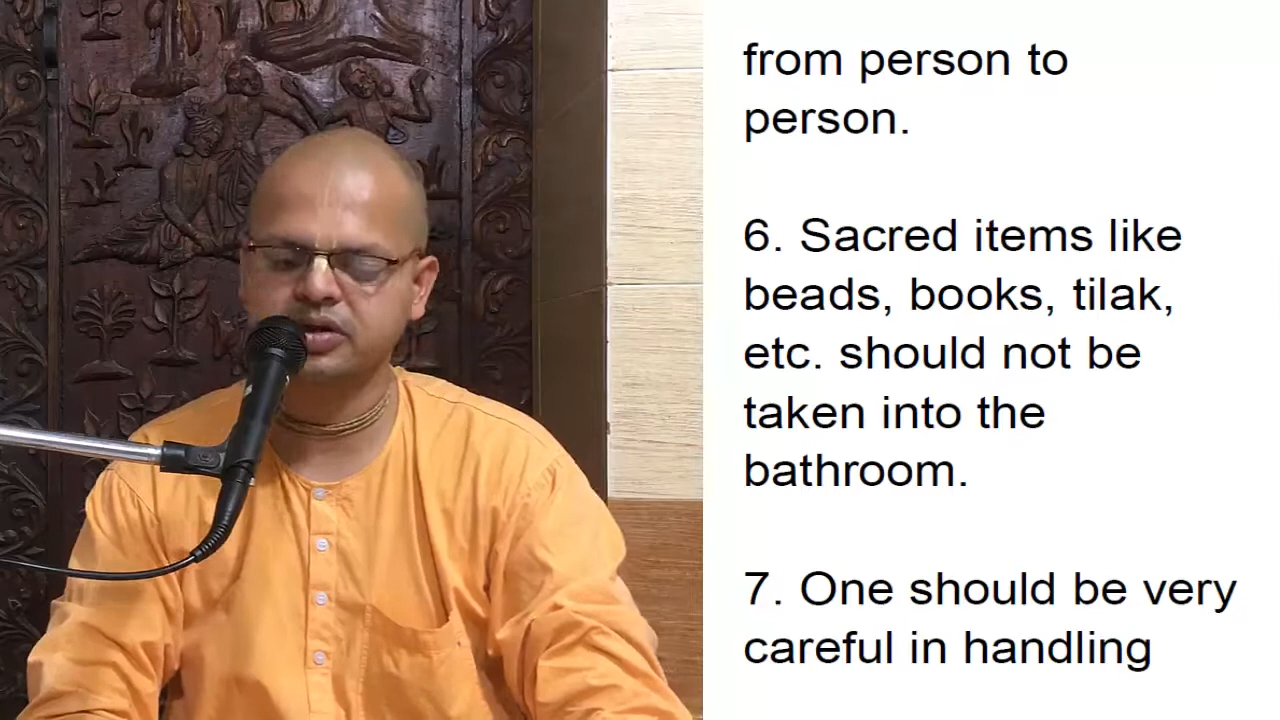 from person to
person.
6. Sacred items like
beads, books, tilak,
etc. should not be
taken into the
bathroom.
7. One should be very
careful in handling